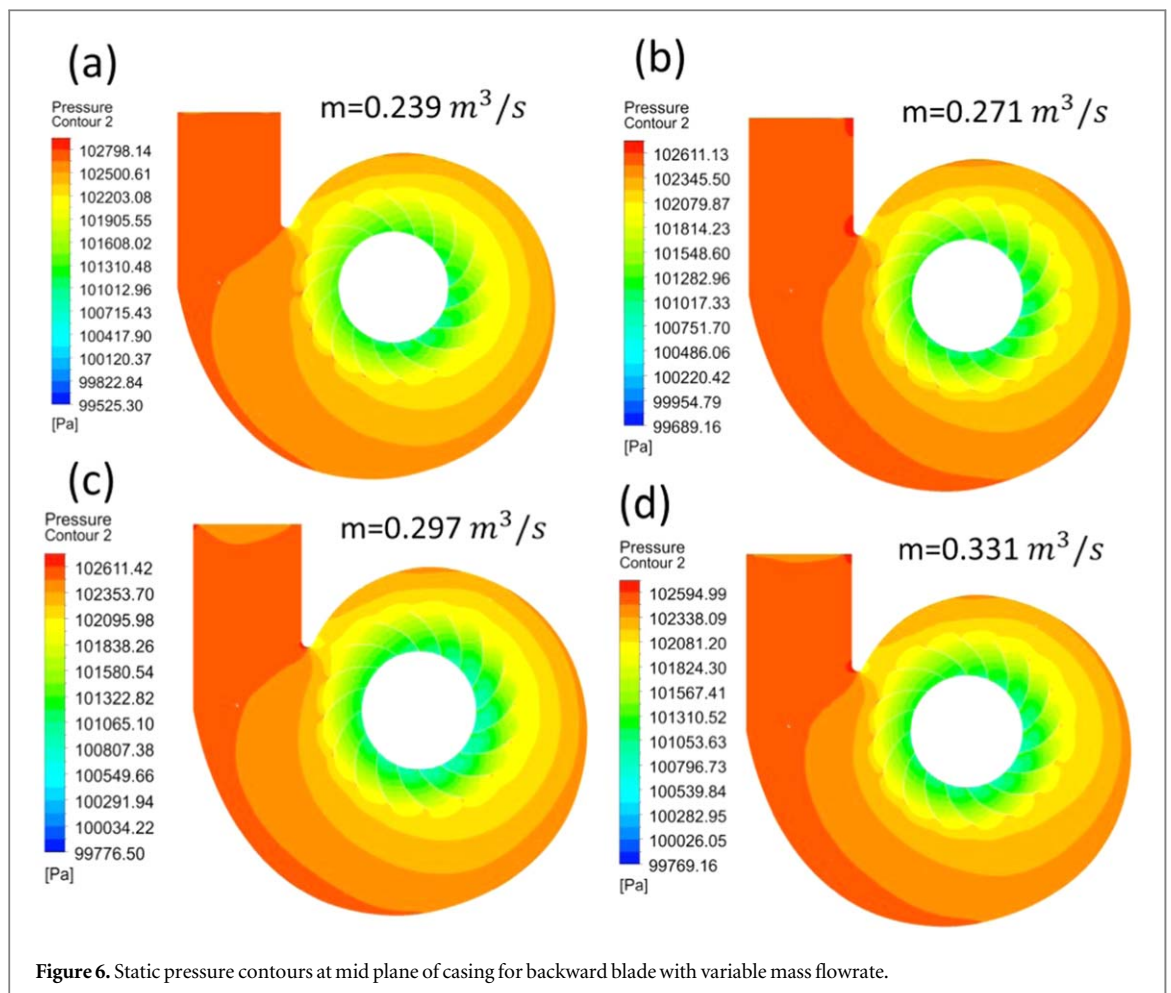 (a)
m=0.239 m³/s
Pressure
Contour 2
102798.14
102500.61
102203.08
101905.55
101608.02
101310.48
101012.96
100715.43
100417.90
100120.37
99822.84
99525.30
[Pa]
(b)
m=0.271 m³/s
Pressure
Contour 2
102611.13
102345.50
102079.87
101814.23
101548.60
101282.96
101017.33
100751.70
100486.06
100220.42
99954.79
99689.16
[Pa]
(c)
m=0.297 m³/s
Pressure
Contour 2
102611.42
102353.70
102095.98
101838.26
101580.54
101322.82
101065.10
100807.38
100549.66
100291.94
100034.22
99776.50
[Pa]
(d)
m=0.331 m³/s
Pressure
Contour 2
102594.99
102338.09
102081.20
101824.30
101567.41
101310.52
101053.63
100796.73
100539.84
100282.95
100026.05
99769.16
[Pa]
Figure 6. Static pressure contours at mid plane of casing for backward blade with variable mass flowrate.